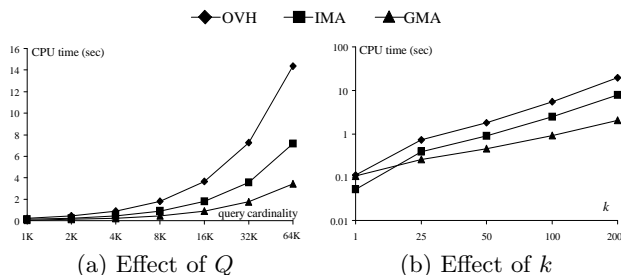 OVH IMA GMA
CPU time (sec)
16
14
12
10
8
6
4
2
0
query cardinality
1K 2K 4K 8K 16K 32K 64K
(a) Effect of Q
CPU time (sec)
100
10
1
0.1
0.01
k
1 25 50 100 200
(b) Effect of k